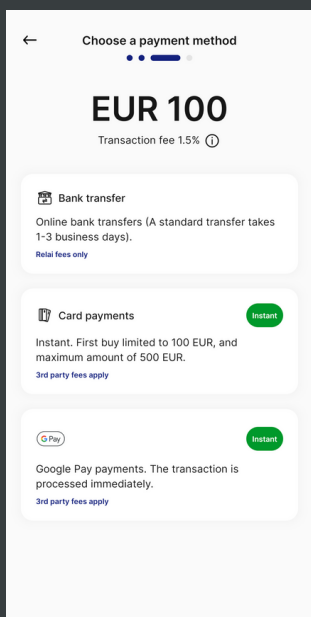 Choose a payment method
EUR 100
Transaction fee 1.5%
Bank transfer
Online bank transfers (A standard transfer takes
1-3 business days).
Relai fees only
Card payments
Instant
Instant. First buy limited to 100 EUR, and
maximum amount of 500 EUR.
3rd party fees apply
G Pay
Instant
Google Pay payments. The transaction is
processed immediately.
3rd party fees apply